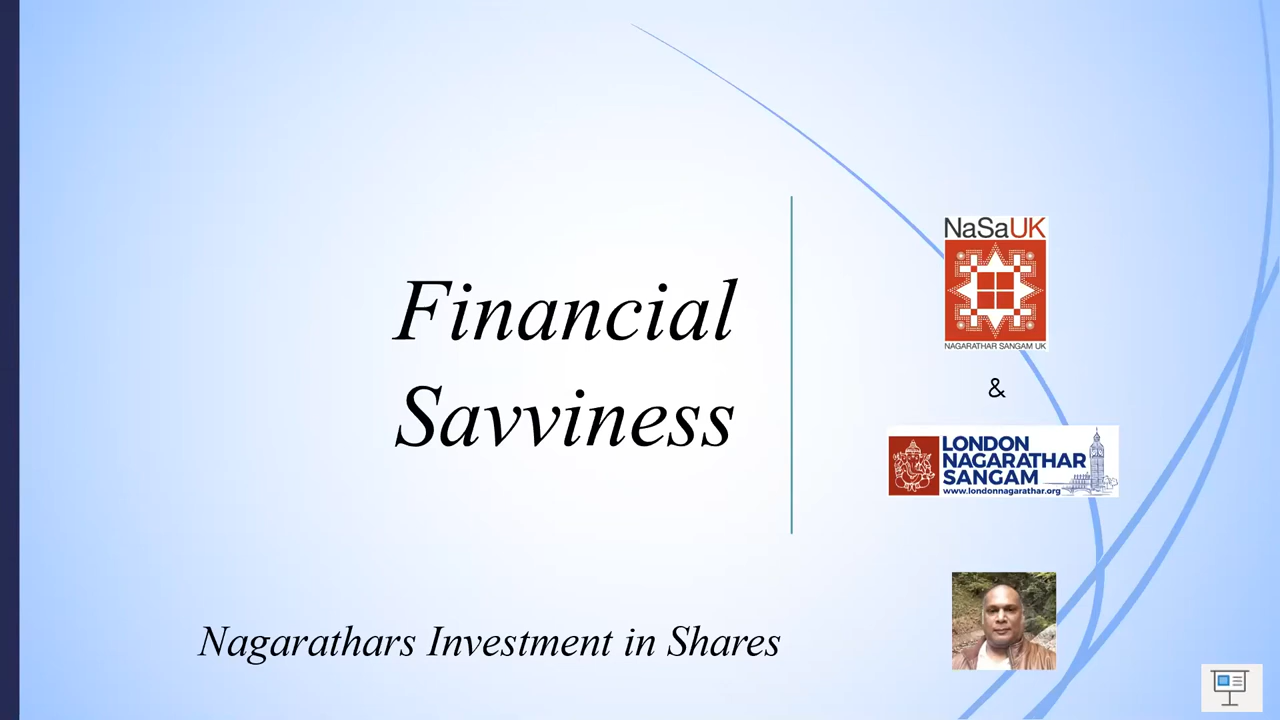 Financial
Savviness
Nagarathars Investment in Shares
NaSaUK
NAGARATHAR SANGAM UK
&
LONDON
NAGARATHAR
SANGAM
www.londonnagarathar.org